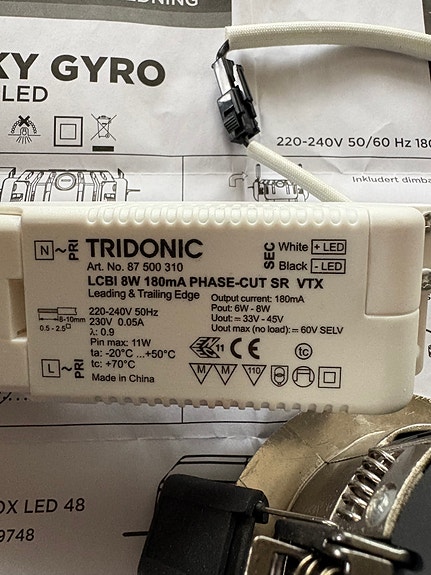 KY GYRO
LED
220-240V 50/60 Hz 180
Inkludert dimba
N ~ PRI
TRIDONIC
Art. No. 87 500 310
LCBI 8W 180mA PHASE-CUT SR VTX
Leading & Trailing Edge
SEC
White + LED
Black - LED
8-10mm
0.5 - 2.5□
220-240V 50Hz
230V 0.05A
λ: 0.9
Pin max: 11W
ta: -20°C ...+50°C
tc: +70°C
Made in China
Output current: 180mA
Pout: 6W - 8W
Uout = 33V - 45V
Uout max (no load): = 60V SELV
11
CE
tc
M
M
110
L ~ PRI
OX LED 48
9748